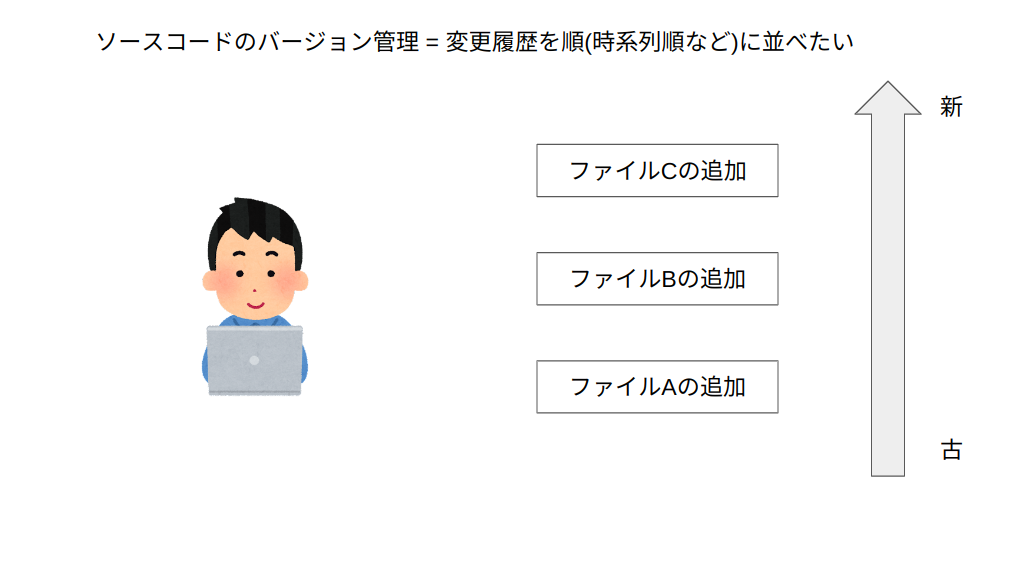 ソースコードのバージョン管理 = 変更履歴を順(時系列順など)に並べたい
新
ファイルCの追加
ファイルBの追加
ファイルAの追加
古